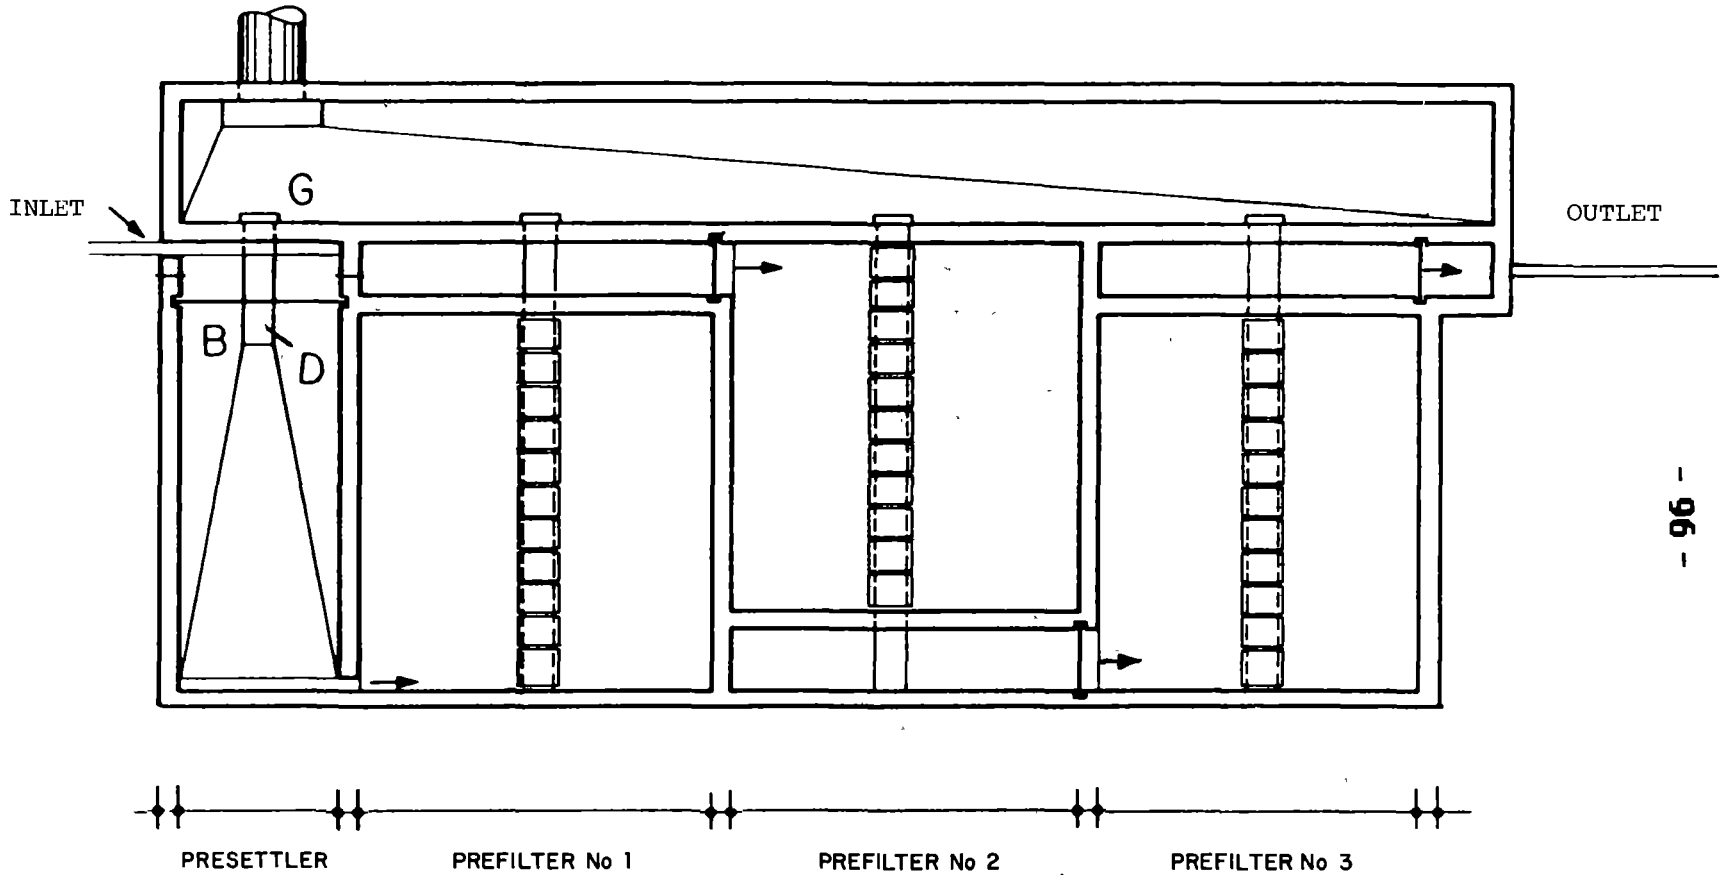 G
INLET
OUTLET
B
D
- 96 -
PRESETTLER
PREFILTER No 1
PREFILTER No 2
PREFILTER No 3